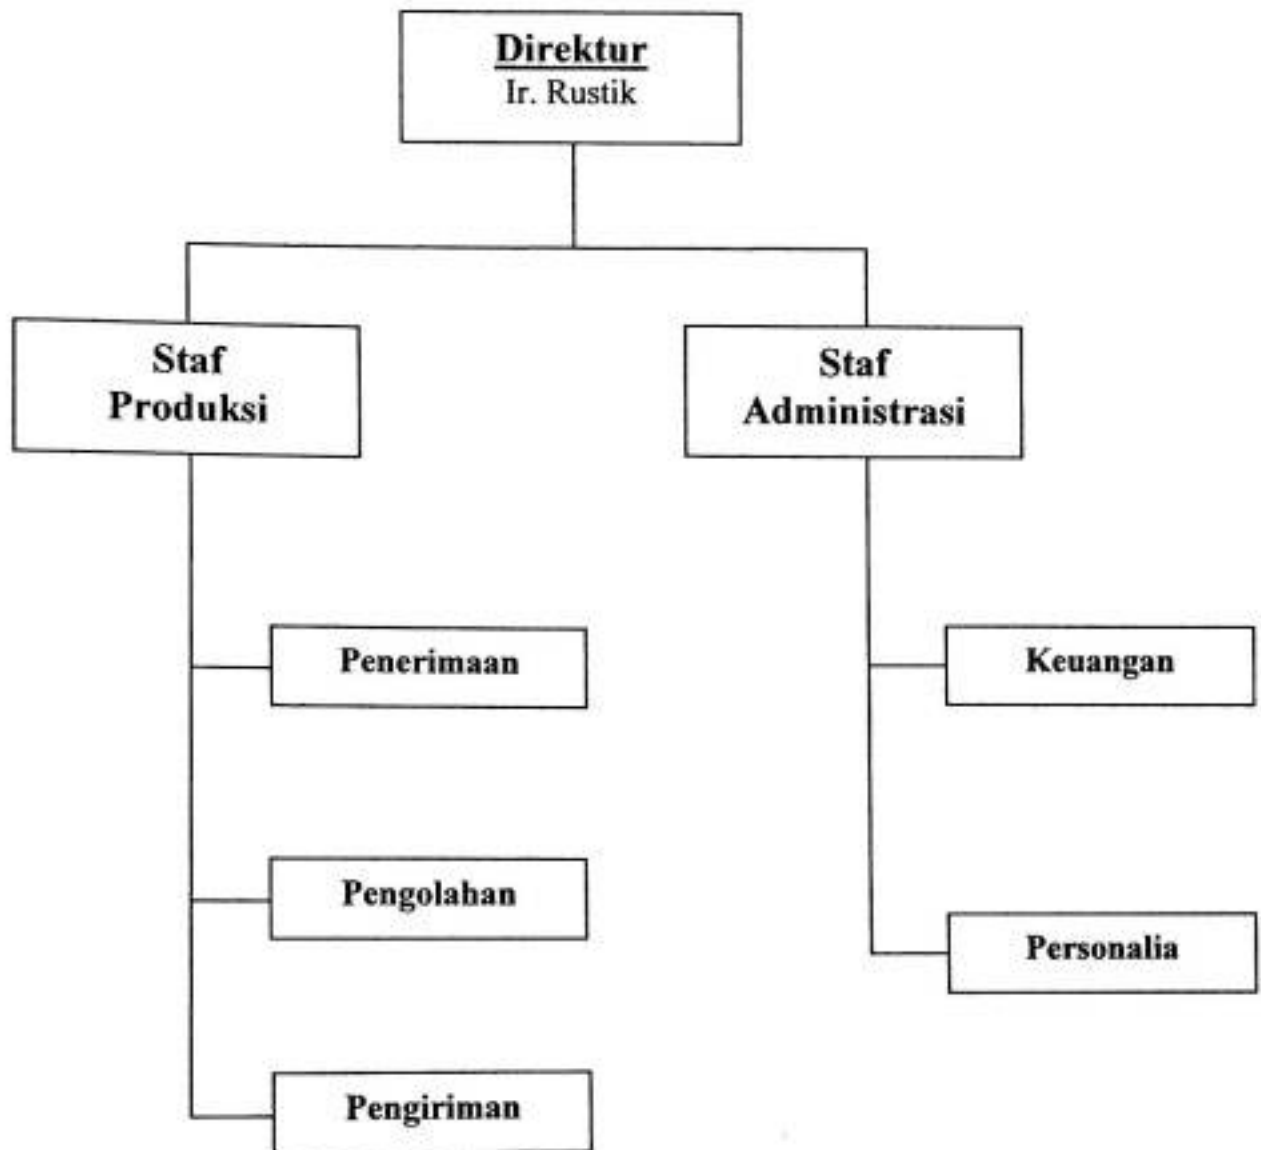 Direktur
Ir. Rustik
Staf
Produksi
Staf
Administrasi
Penerimaan
Keuangan
Pengolahan
Personalia
Pengiriman